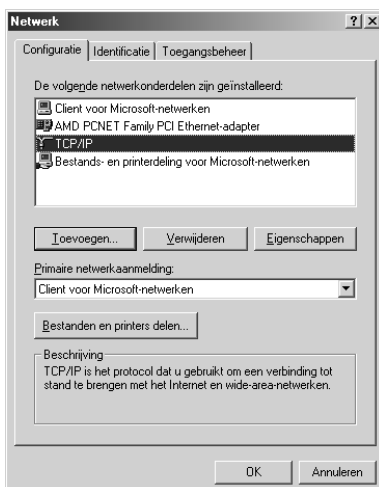 Netwerk
Configuratie Identificatie Toegangsbeheer
De volgende netwerkonderdelen zijn geïnstalleerd:
Client voor Microsoft-netwerken
AMD PCNET Family PCI Ethernet-adapter
TCP/IP
Bestands- en printerdeling voor Microsoft-netwerken
Toevoegen... Verwijderen Eigenschappen
Primaire netwerkaanmelding:
Client voor Microsoft-netwerken
Bestanden en printers delen...
Beschrijving
TCP/IP is het protocol dat u gebruikt om een verbinding tot
stand te brengen met het Internet en wide-area-netwerken.
OK Annuleren